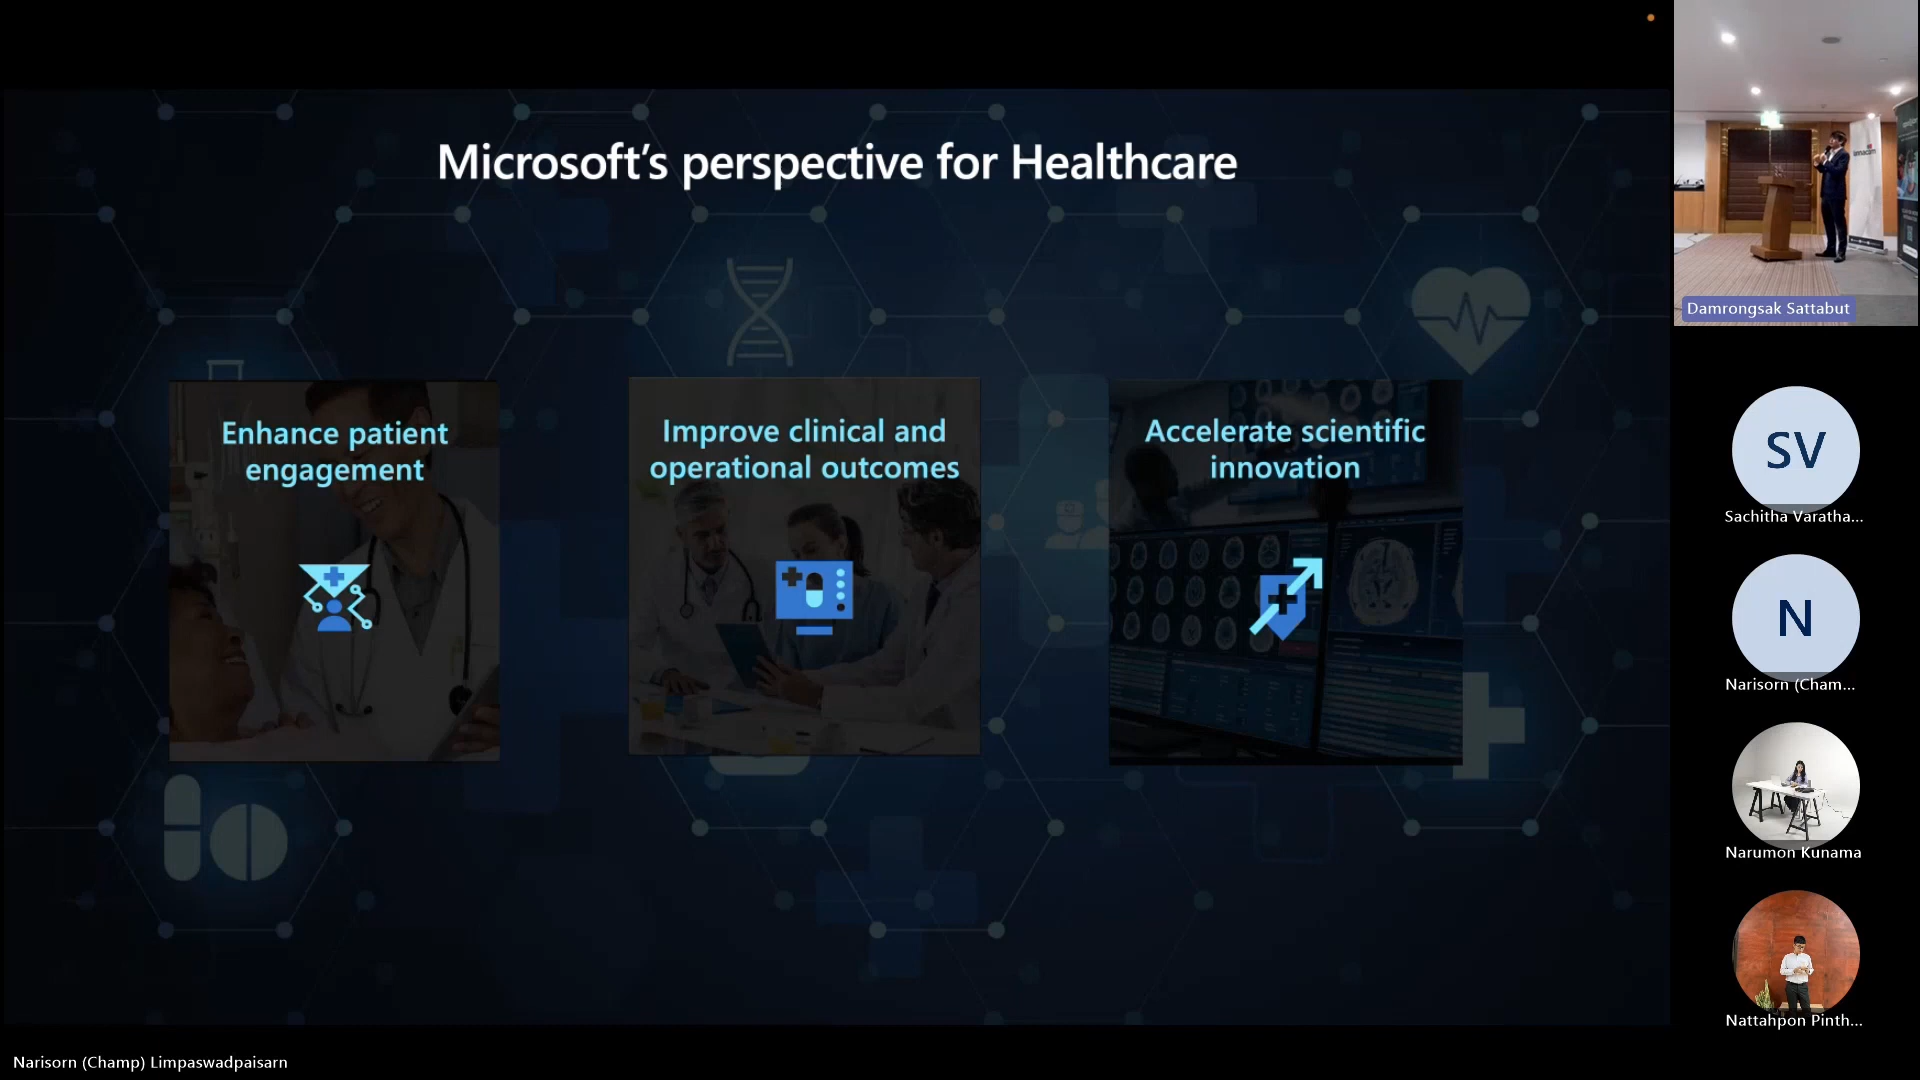 Microsoft's perspective for Healthcare
Enhance patient
engagement
Improve clinical and
operational outcomes
Accelerate scientific
innovation
Damrongsak Sattabut
SV
Sachitha Varatha...
N
Narisorn (Cham...
Narumon Kunama
Nattahpon Pinth...
Narisorn (Champ) Limpaswadpaisarn